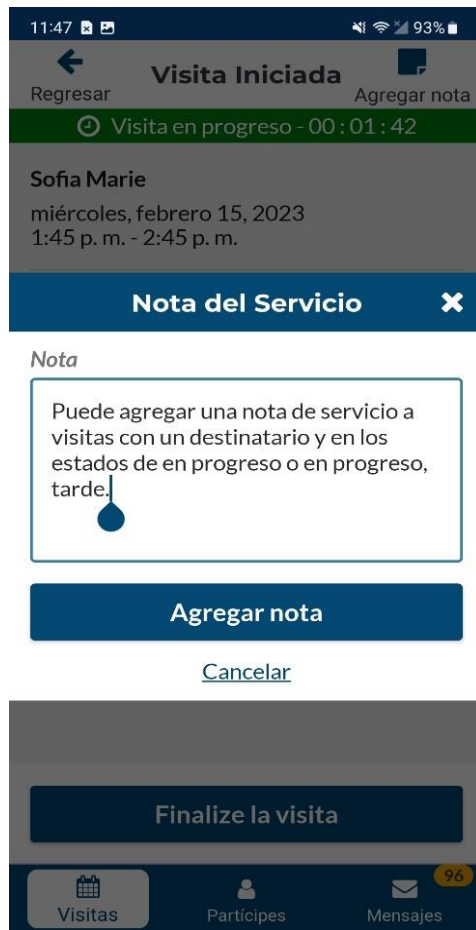 11:47 93%
Regresar Visita Iniciada Agregar nota
Visita en progreso - 00 : 01 : 42
Sofia Marie
miércoles, febrero 15, 2023
1:45 p. m. - 2:45 p. m.
Nota del Servicio
Nota
Puede agregar una nota de servicio a
visitas con un destinatario y en los
estados de en progreso o en progreso,
tarde.
Agregar nota
Cancelar
Finalize la visita
96
Visitas Partícipes Mensajes